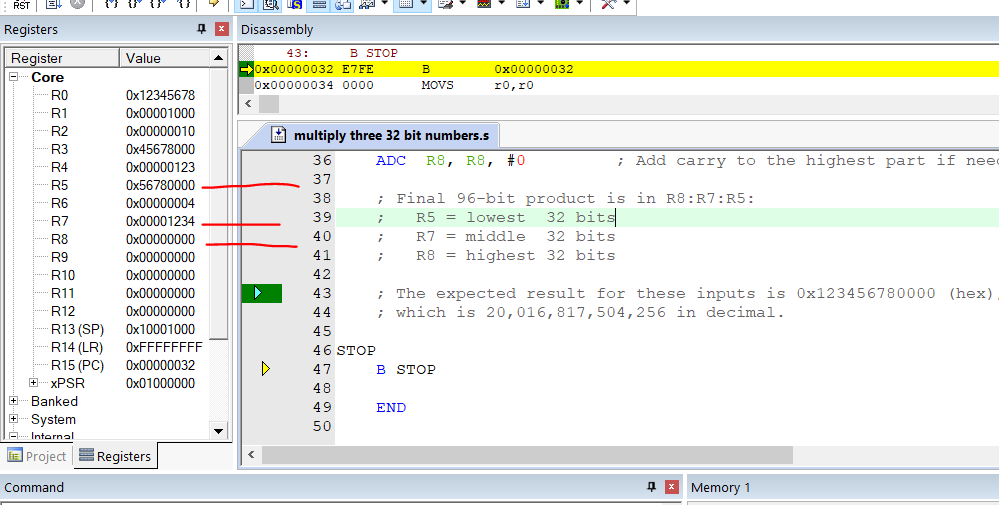 RST
Registers
Disassembly
Register Value
Core
R0 0x12345678
R1 0x00001000
R2 0x00000010
R3 0x45678000
R4 0x00000123
R5 0x56780000
R6 0x00000004
R7 0x00001234
R8 0x00000000
R9 0x00000000
R10 0x00000000
R11 0x00000000
R12 0x00000000
R13 (SP) 0x10001000
R14 (LR) 0xFFFFFFFF
R15 (PC) 0x00000032
xPSR 0x01000000
Banked
System
Internal
Project Registers
43: B STOP
0x00000032 E7FE B 0x00000032
0x00000034 0000 MOVS r0,r0
multiply three 32 bit numbers.s
36 ADC R8, R8, #0 ; Add carry to the highest part if
37
38 ; Final 96-bit product is in R8:R7:R5:
39 ; R5 = lowest 32 bits
40 ; R7 = middle 32 bits
41 ; R8 = highest 32 bits
42
43 ; The expected result for these inputs is 0x123456780000 (hex),
44 ; which is 20,016,817,504,256 in decimal.
45
46 STOP
47 B STOP
48
49 END
50
Command
Memory 1